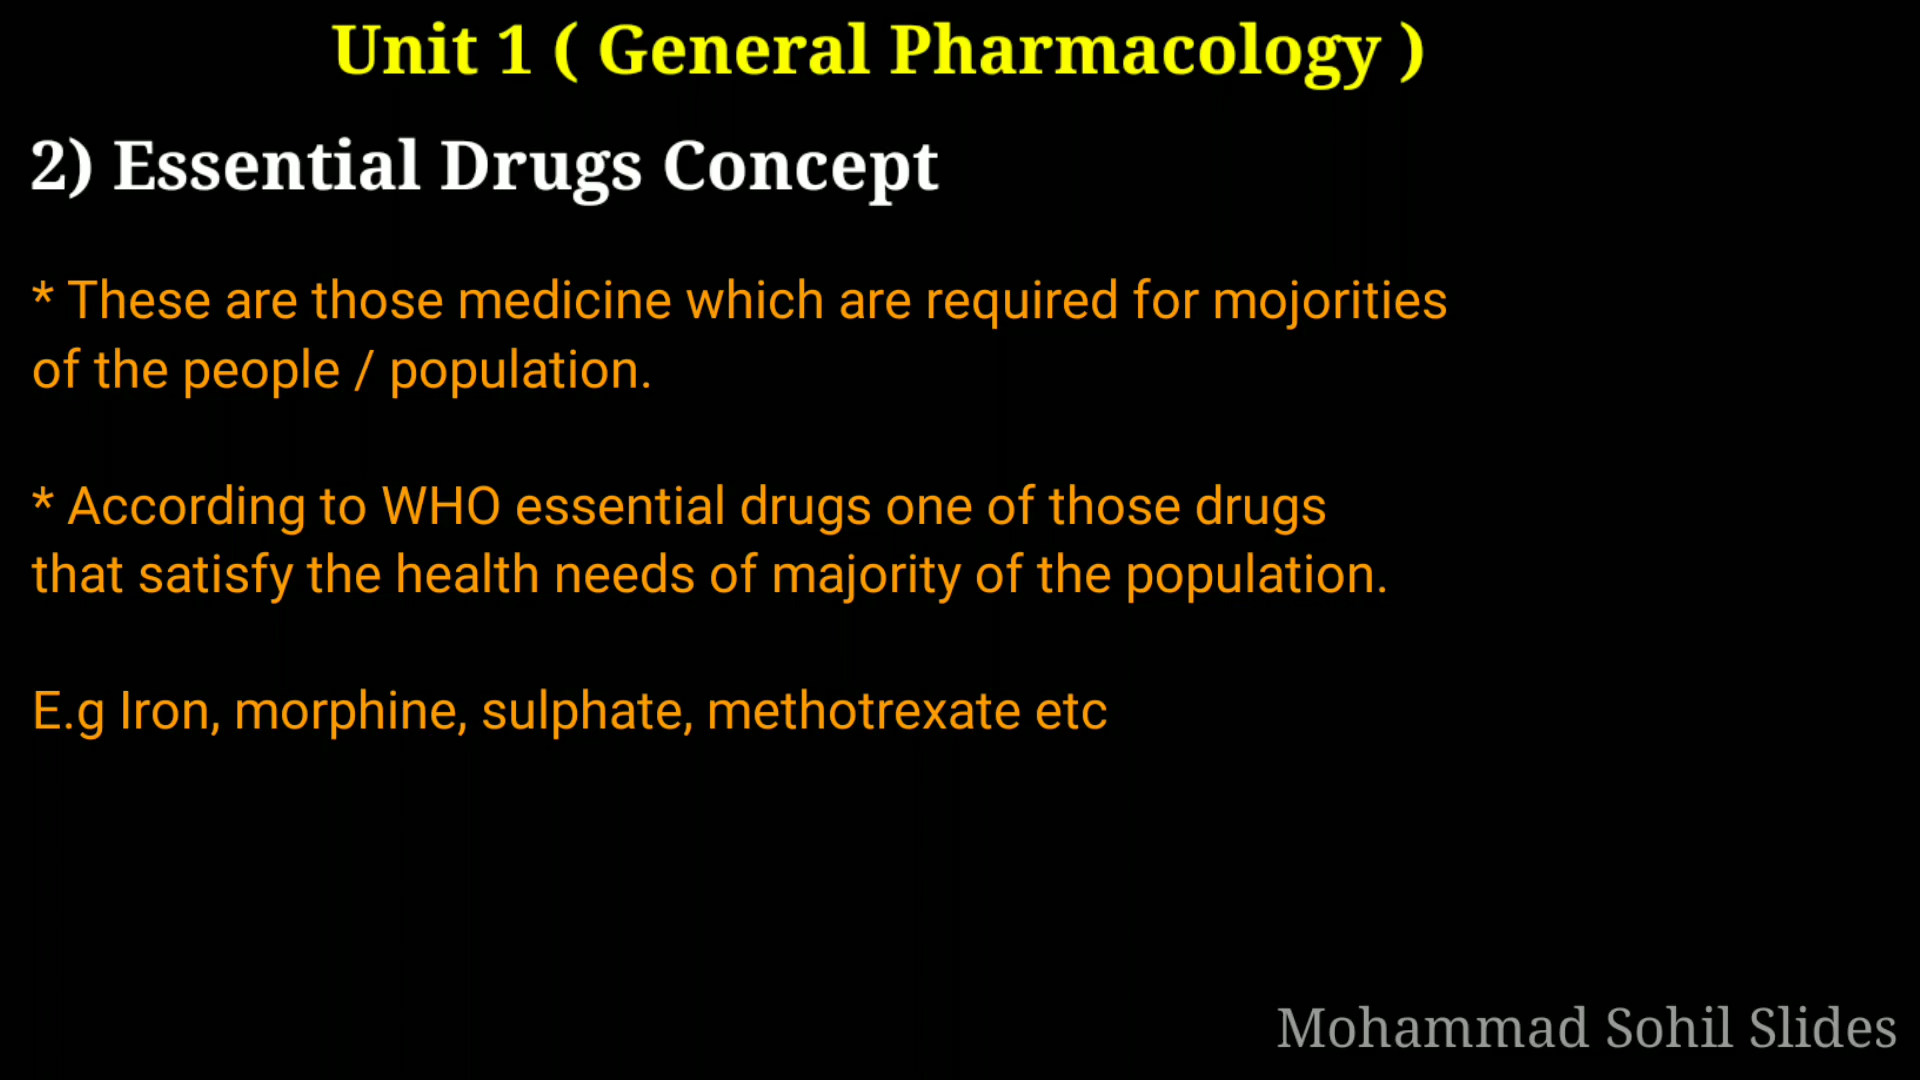 Unit 1 ( General Pharmacology )
2) Essential Drugs Concept
* These are those medicine which are required for mojorities
of the people / population.
* According to WHO essential drugs one of those drugs
that satisfy the health needs of majority of the population.
E.g Iron, morphine, sulphate, methotrexate etc
Mohammad Sohil Slides